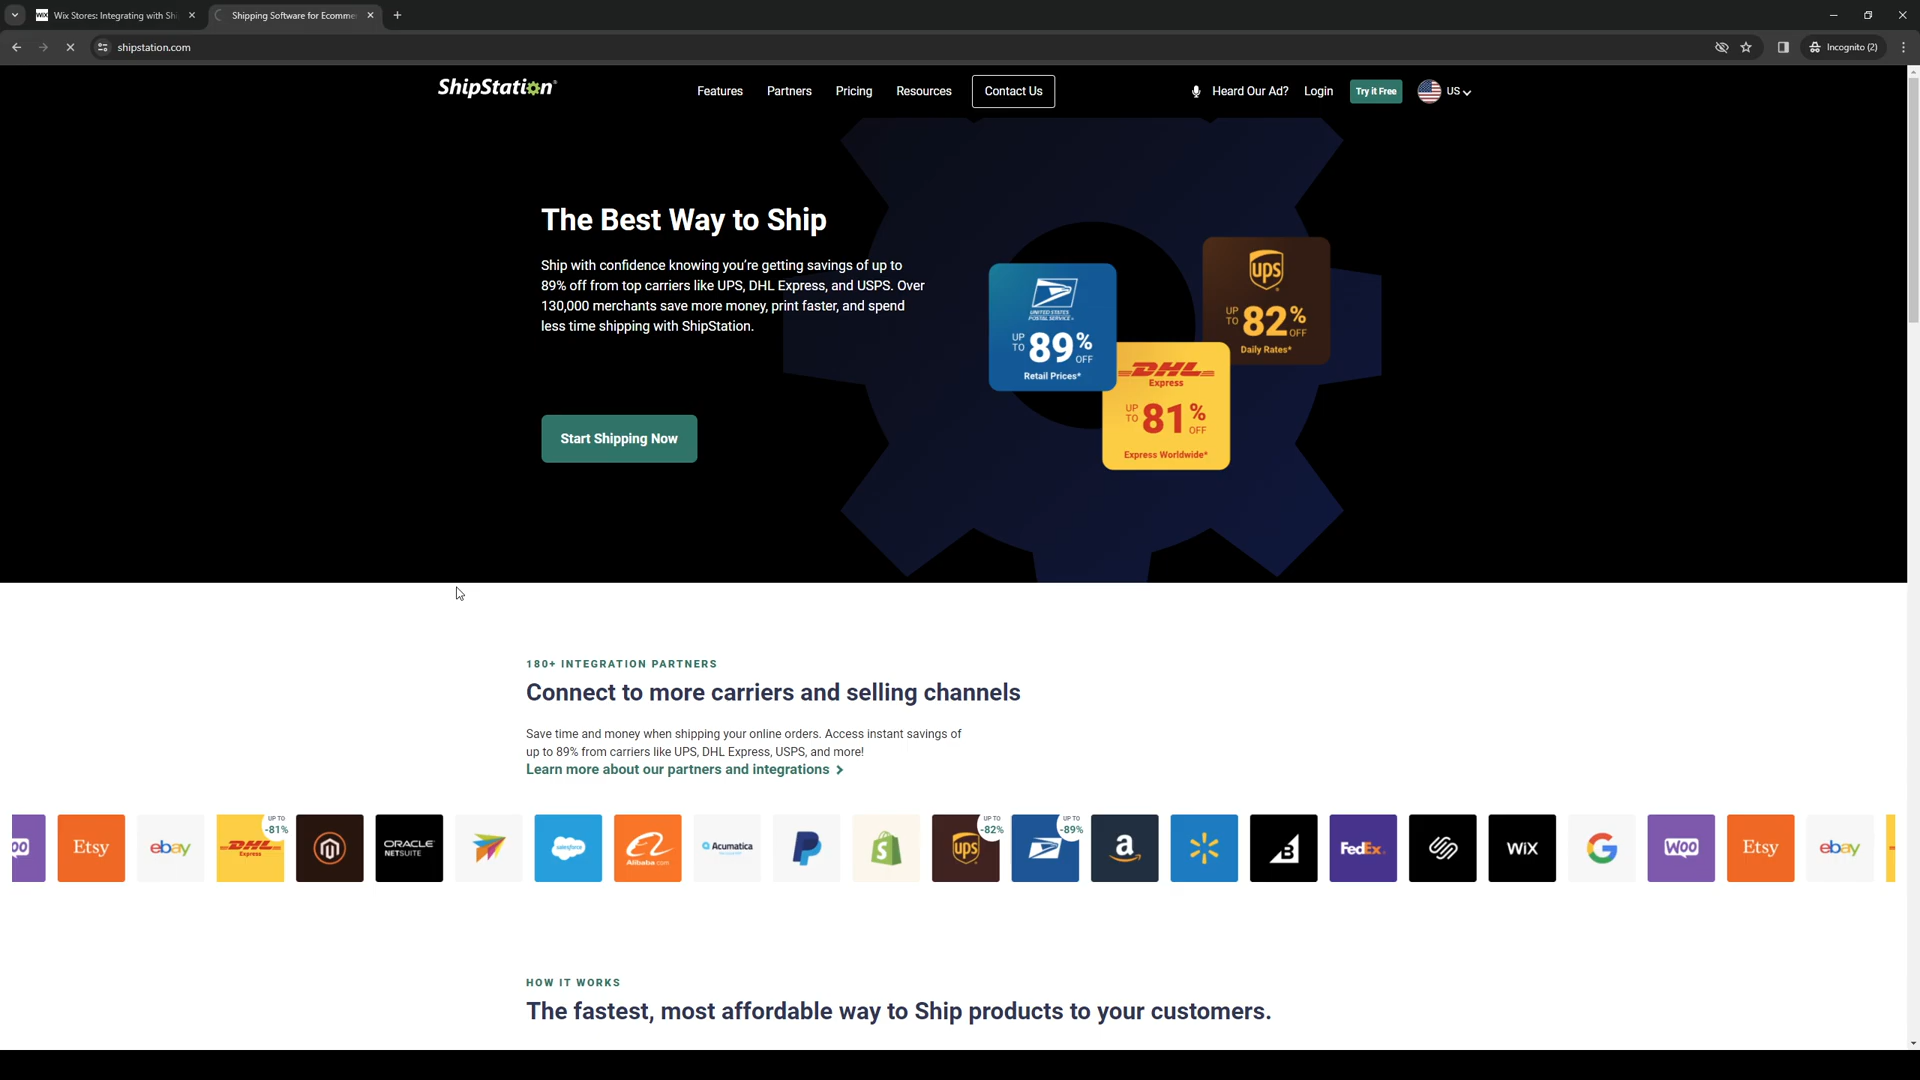 WiX Wix Stores: Integrating with Shi
Shipping Software for Ecomme
shipstation.com
Incognito (2)
ShipStation®
Features
Partners
Pricing
Resources
Contact Us
Heard Our Ad?
Login
Try it Free
US
The Best Way to Ship
Ship with confidence knowing you're getting savings of up to
89% off from top carriers like UPS, DHL Express, and USPS. Over
130,000 merchants save more money, print faster, and spend
less time shipping with ShipStation.
Start Shipping Now
UNITED STATES
POSTAL SERVICE
UP TO 89% OFF
Retail Prices*
ups
UP TO 82% OFF
Daily Rates*
DHL
Express
UP TO 81% OFF
Express Worldwide*
180+ INTEGRATION PARTNERS
Connect to more carriers and selling channels
Save time and money when shipping your online orders. Access instant savings of
up to 89% from carriers like UPS, DHL Express, USPS, and more!
Learn more about our partners and integrations
OO
Etsy
ebay
DHL
Express
UP TO
-81%
ORACLE
NETSUITE
salesforce
Alibaba.com
Acumatica
S
ups
UP TO
-82%
UP TO
-89%
a
B
FedEx
WiX
G
WOO
Etsy
ebay
HOW IT WORKS
The fastest, most affordable way to Ship products to your customers.